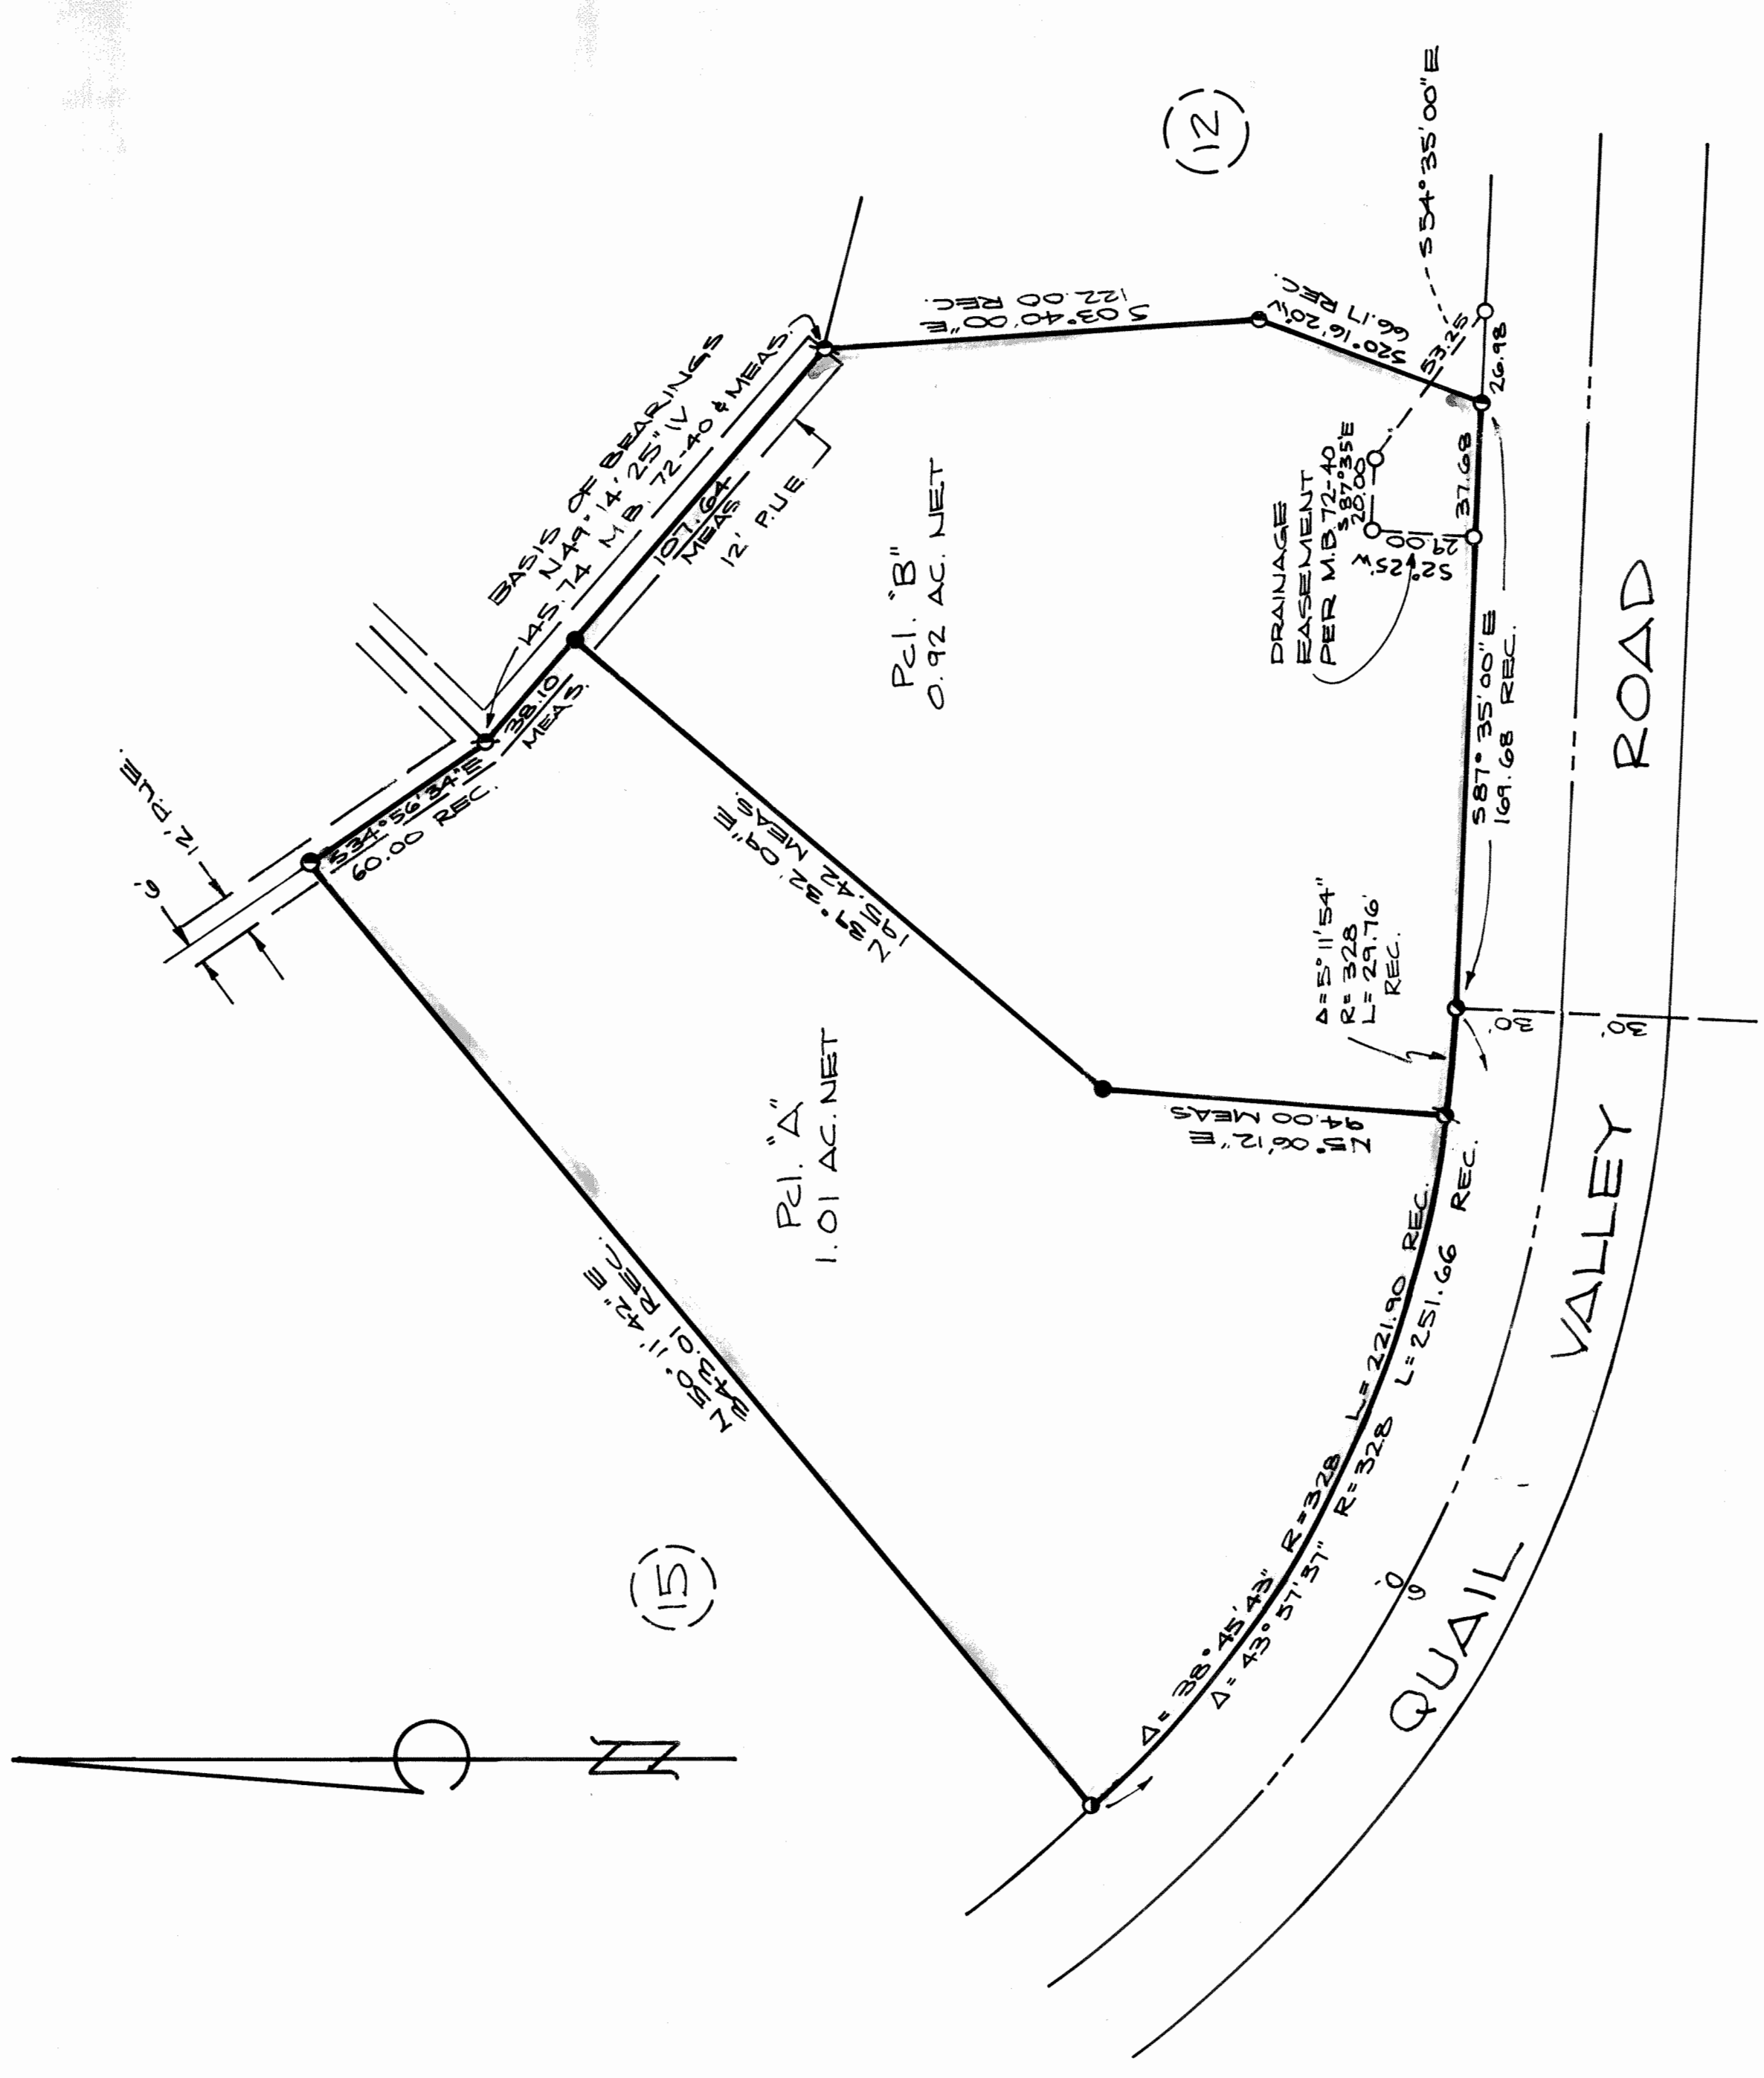 12' P.U.E.
6'
S34°56'34"E
60.00 REC.
BASIS OF BEARINGS
N49°14'25"W
145.74 M.B. 72-40 & MEAS.
38.10
MEAS.
107.64
MEAS
12' P.U.E.
S03°40'00"E
122.00 REC.
S20°16'20"W
66.17 REC.
12
S54°35'00"E
53.25
26.98
37.68
DRAINAGE
EASEMENT
PER M.B. 72-40
S87°35'E
20.00
S2°25'W
29.00
Pcl. "B"
0.92 AC. NET
N39°32'09"E
195.42 MEAS.
S87°35'00"E
169.68 REC.
Δ=5°11'54"
R=328
L=29.76'
REC.
30'
30'
N5°06'12"E
94.00 MEAS
Pcl. "A"
1.01 AC. NET
N50°11'42"E
343.01 REC.
15
Δ=38°45'43" R=328 L=221.90 REC.
Δ=43°57'37" R=328 L=251.66 REC.
60'
QUAIL VALLEY ROAD
N